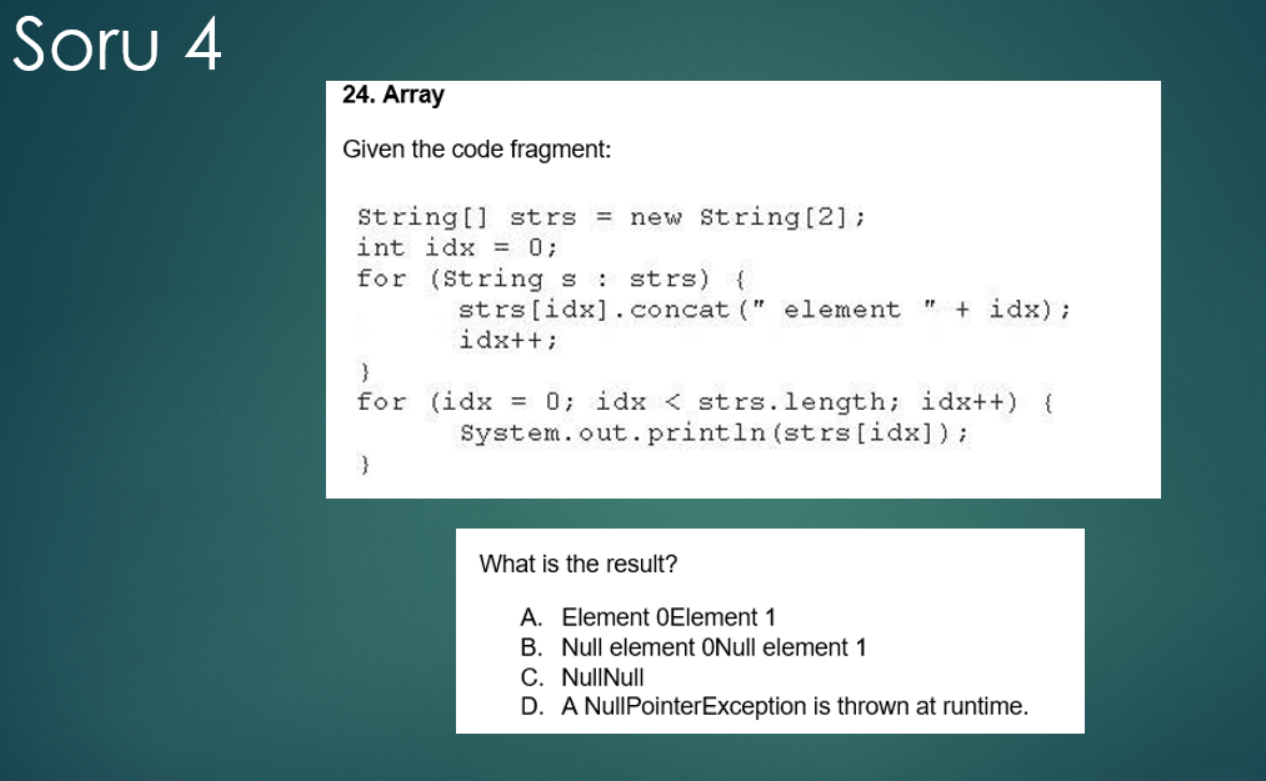 Soru 4
24. Array
Given the code fragment:
String[] strs = new String[2];
int idx = 0;
for (String s : strs) {
strs[idx].concat(" element " + idx);
idx++;
}
for (idx = 0; idx < strs.length; idx++) {
System.out.println(strs[idx]);
}
What is the result?
A. Element 0Element 1
B. Null element 0Null element 1
C. NullNull
D. A NullPointerException is thrown at runtime.